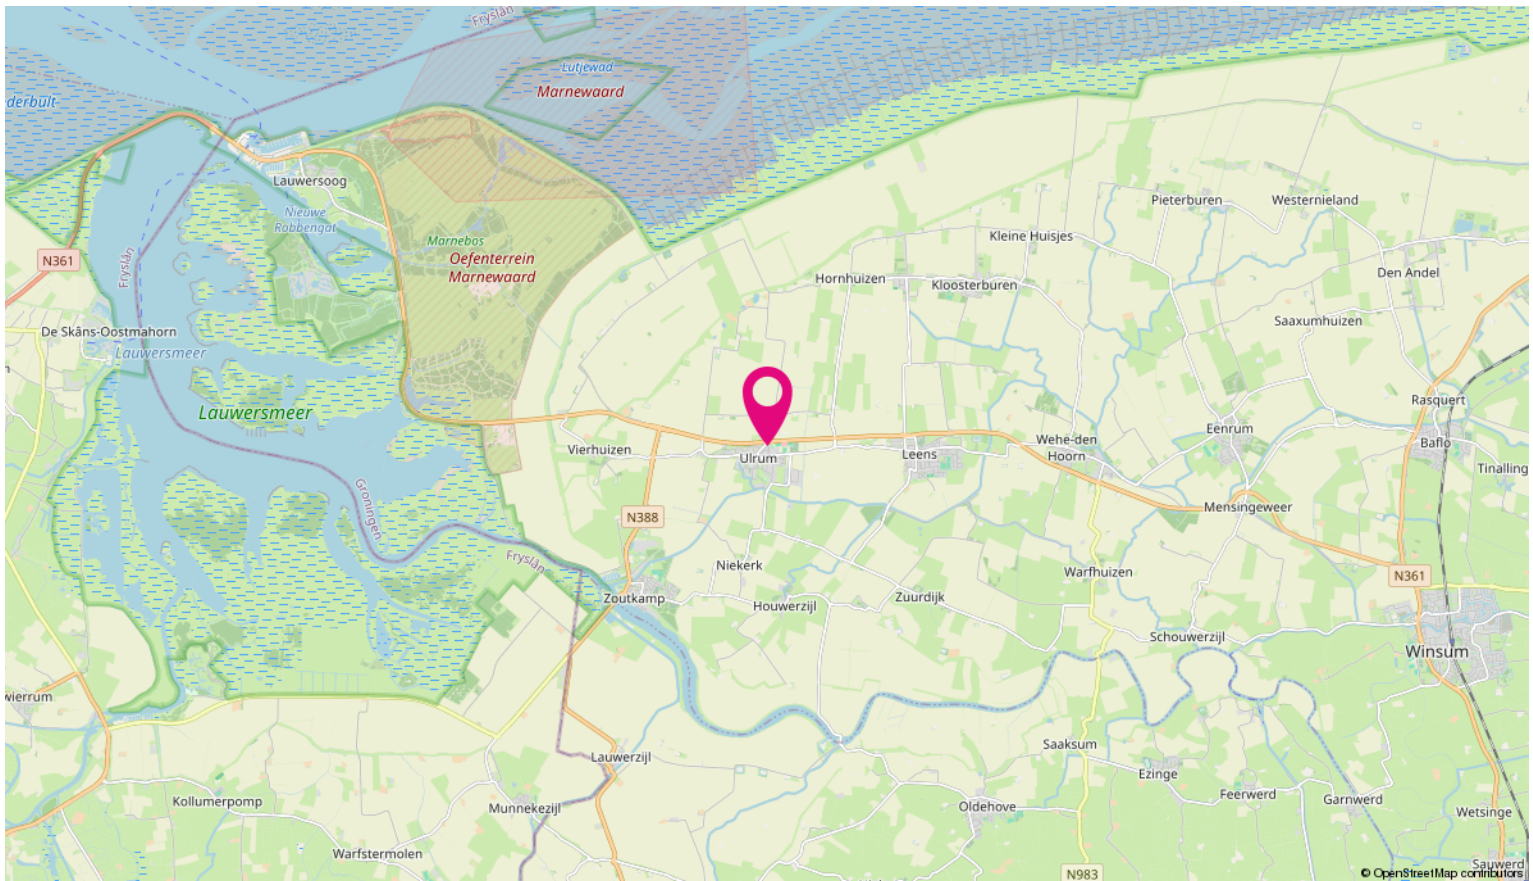 Fryslân
Lutjewad
Marnewaard
derbult
Lauwersoog
Nieuwe
Robbengat
Pieterburen
Westernieland
Kleine Huisjes
Marnebos
Oefenterrein
Marnewaard
N361
Fryslân
Hornhuizen
Kloosterburen
Den Andel
De Skâns-Oostmahorn
Lauwersmeer
Saaxumhuizen
Lauwersmeer
Rasquert
Vierhuizen
Ulrum
Leens
Wehe-den
Hoorn
Eenrum
Baflo
Tinalling
Groningen
N388
Mensingeweer
Fryslân
Niekerk
Zoutkamp
Houwerzijl
Zuurdijk
Warfhuizen
N361
Schouwerzijl
Winsum
wierrum
Lauwerzijl
Saaksum
Ezinge
Kollumerpomp
Munnekezijl
Oldehove
Feerwerd
Garnwerd
Wetsinge
Warfstermolen
N983
Sauwerd
© OpenStreetMap contributors